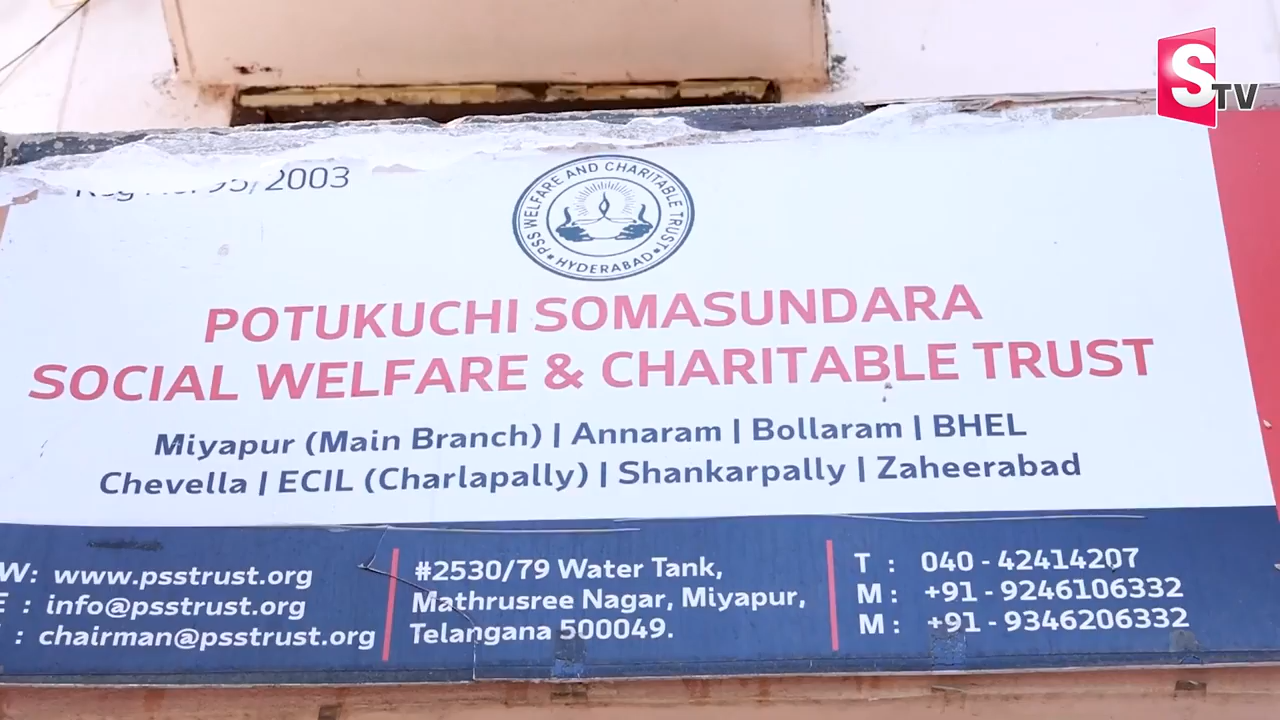 STV
2003
PSS WELFARE AND CHARITABLE TRUST
HYDERABAD
POTUKUCHI SOMASUNDARA
SOCIAL WELFARE & CHARITABLE TRUST
Miyapur (Main Branch) | Annaram | Bollaram | BHEL
Chevella | ECIL (Charlapally) | Shankarpally | Zaheerabad
W: www.psstrust.org
E : info@psstrust.org
: chairman@psstrust.org
#2530/79 Water Tank,
Mathrusree Nagar, Miyapur,
Telangana 500049.
T : 040 - 42414207
M : +91 - 9246106332
M : +91 - 9346206332